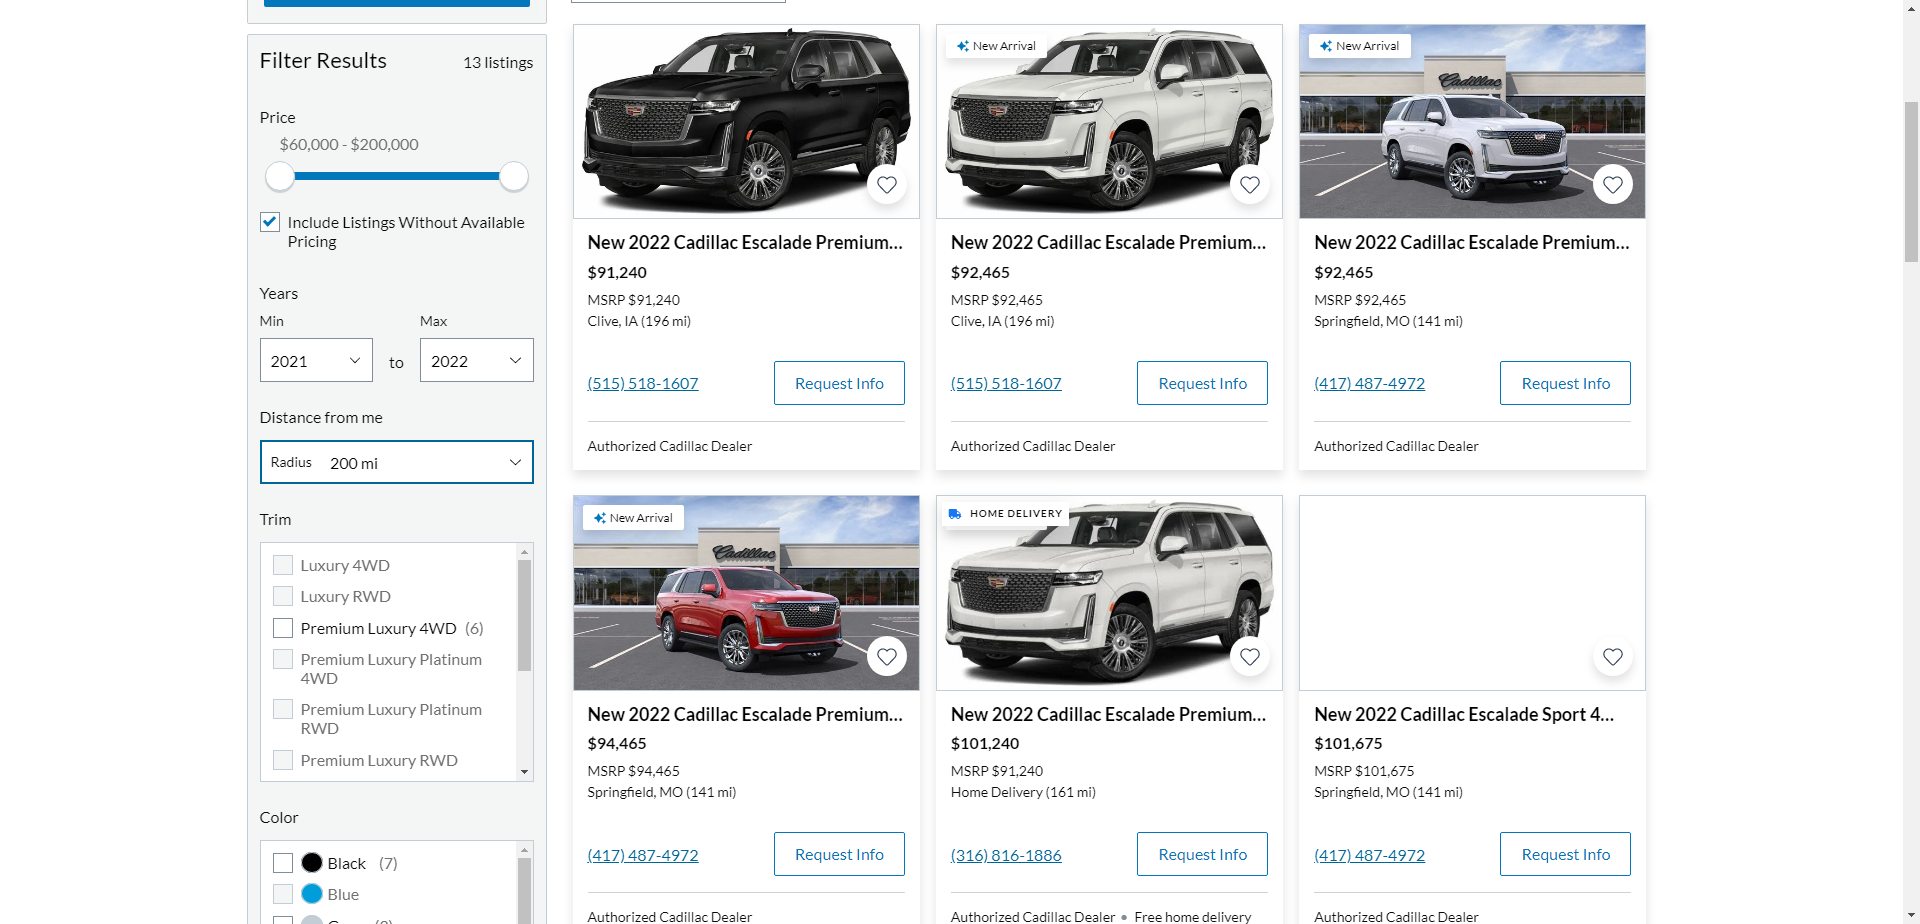 Filter Results
13 listings
Price
$60,000 - $200,000
Include Listings Without Available
Pricing
Years
Min
Max
2021
to
2022
Distance from me
Radius
200 mi
Trim
Luxury 4WD
Luxury RWD
Premium Luxury 4WD (6)
Premium Luxury Platinum
4WD
Premium Luxury Platinum
RWD
Premium Luxury RWD
Color
Black (7)
Blue
New 2022 Cadillac Escalade Premium...
$91,240
MSRP $91,240
Clive, IA (196 mi)
(515) 518-1607
Request Info
Authorized Cadillac Dealer
New Arrival
New 2022 Cadillac Escalade Premium...
$92,465
MSRP $92,465
Clive, IA (196 mi)
(515) 518-1607
Request Info
Authorized Cadillac Dealer
New Arrival
Cadillac
New 2022 Cadillac Escalade Premium...
$92,465
MSRP $92,465
Springfield, MO (141 mi)
(417) 487-4972
Request Info
Authorized Cadillac Dealer
New Arrival
Cadillac
New 2022 Cadillac Escalade Premium...
$94,465
MSRP $94,465
Springfield, MO (141 mi)
(417) 487-4972
Request Info
Authorized Cadillac Dealer
HOME DELIVERY
New 2022 Cadillac Escalade Premium...
$101,240
MSRP $91,240
Home Delivery (161 mi)
(316) 816-1886
Request Info
Authorized Cadillac Dealer • Free home delivery
New 2022 Cadillac Escalade Sport 4...
$101,675
MSRP $101,675
Springfield, MO (141 mi)
(417) 487-4972
Request Info
Authorized Cadillac Dealer